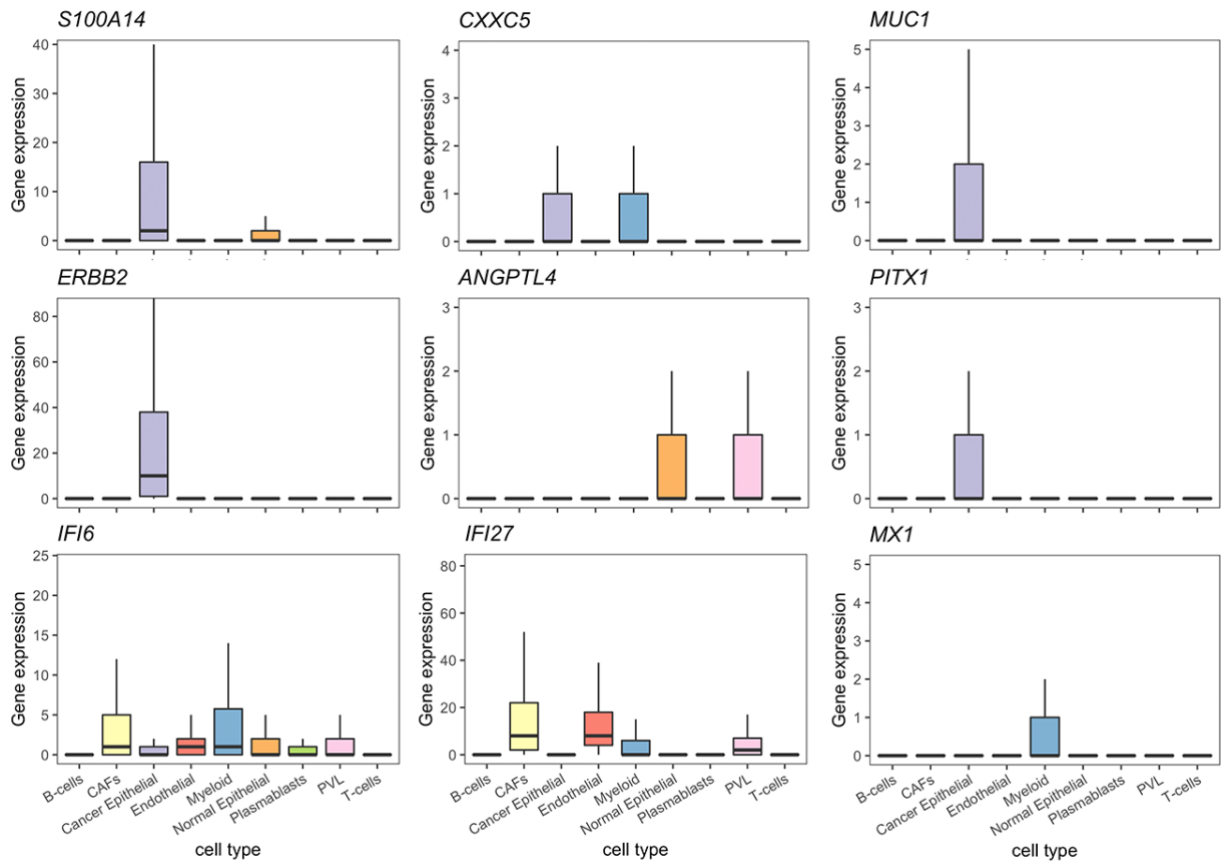 S100A14 CXXC5 MUC1
Gene expression 40 30 20 10 0
Gene expression 4 3 2 1 0
Gene expression 5 4 3 2 1 0
ERBB2 ANGPTL4 PITX1
Gene expression 80 60 40 20 0
Gene expression 3 2 1 0
Gene expression 3 2 1 0
IFI6 IFI27 MX1
Gene expression 25 20 15 10 5 0
Gene expression 80 60 40 20 0
Gene expression 5 4 3 2 1 0
B-cells CAFs Cancer Epithelial Endothelial Myeloid Normal Epithelial Plasmablasts PVL T-cells
B-cells CAFs Cancer Epithelial Endothelial Myeloid Normal Epithelial Plasmablasts PVL T-cells
B-cells CAFs Cancer Epithelial Endothelial Myeloid Normal Epithelial Plasmablasts PVL T-cells
cell type cell type cell type